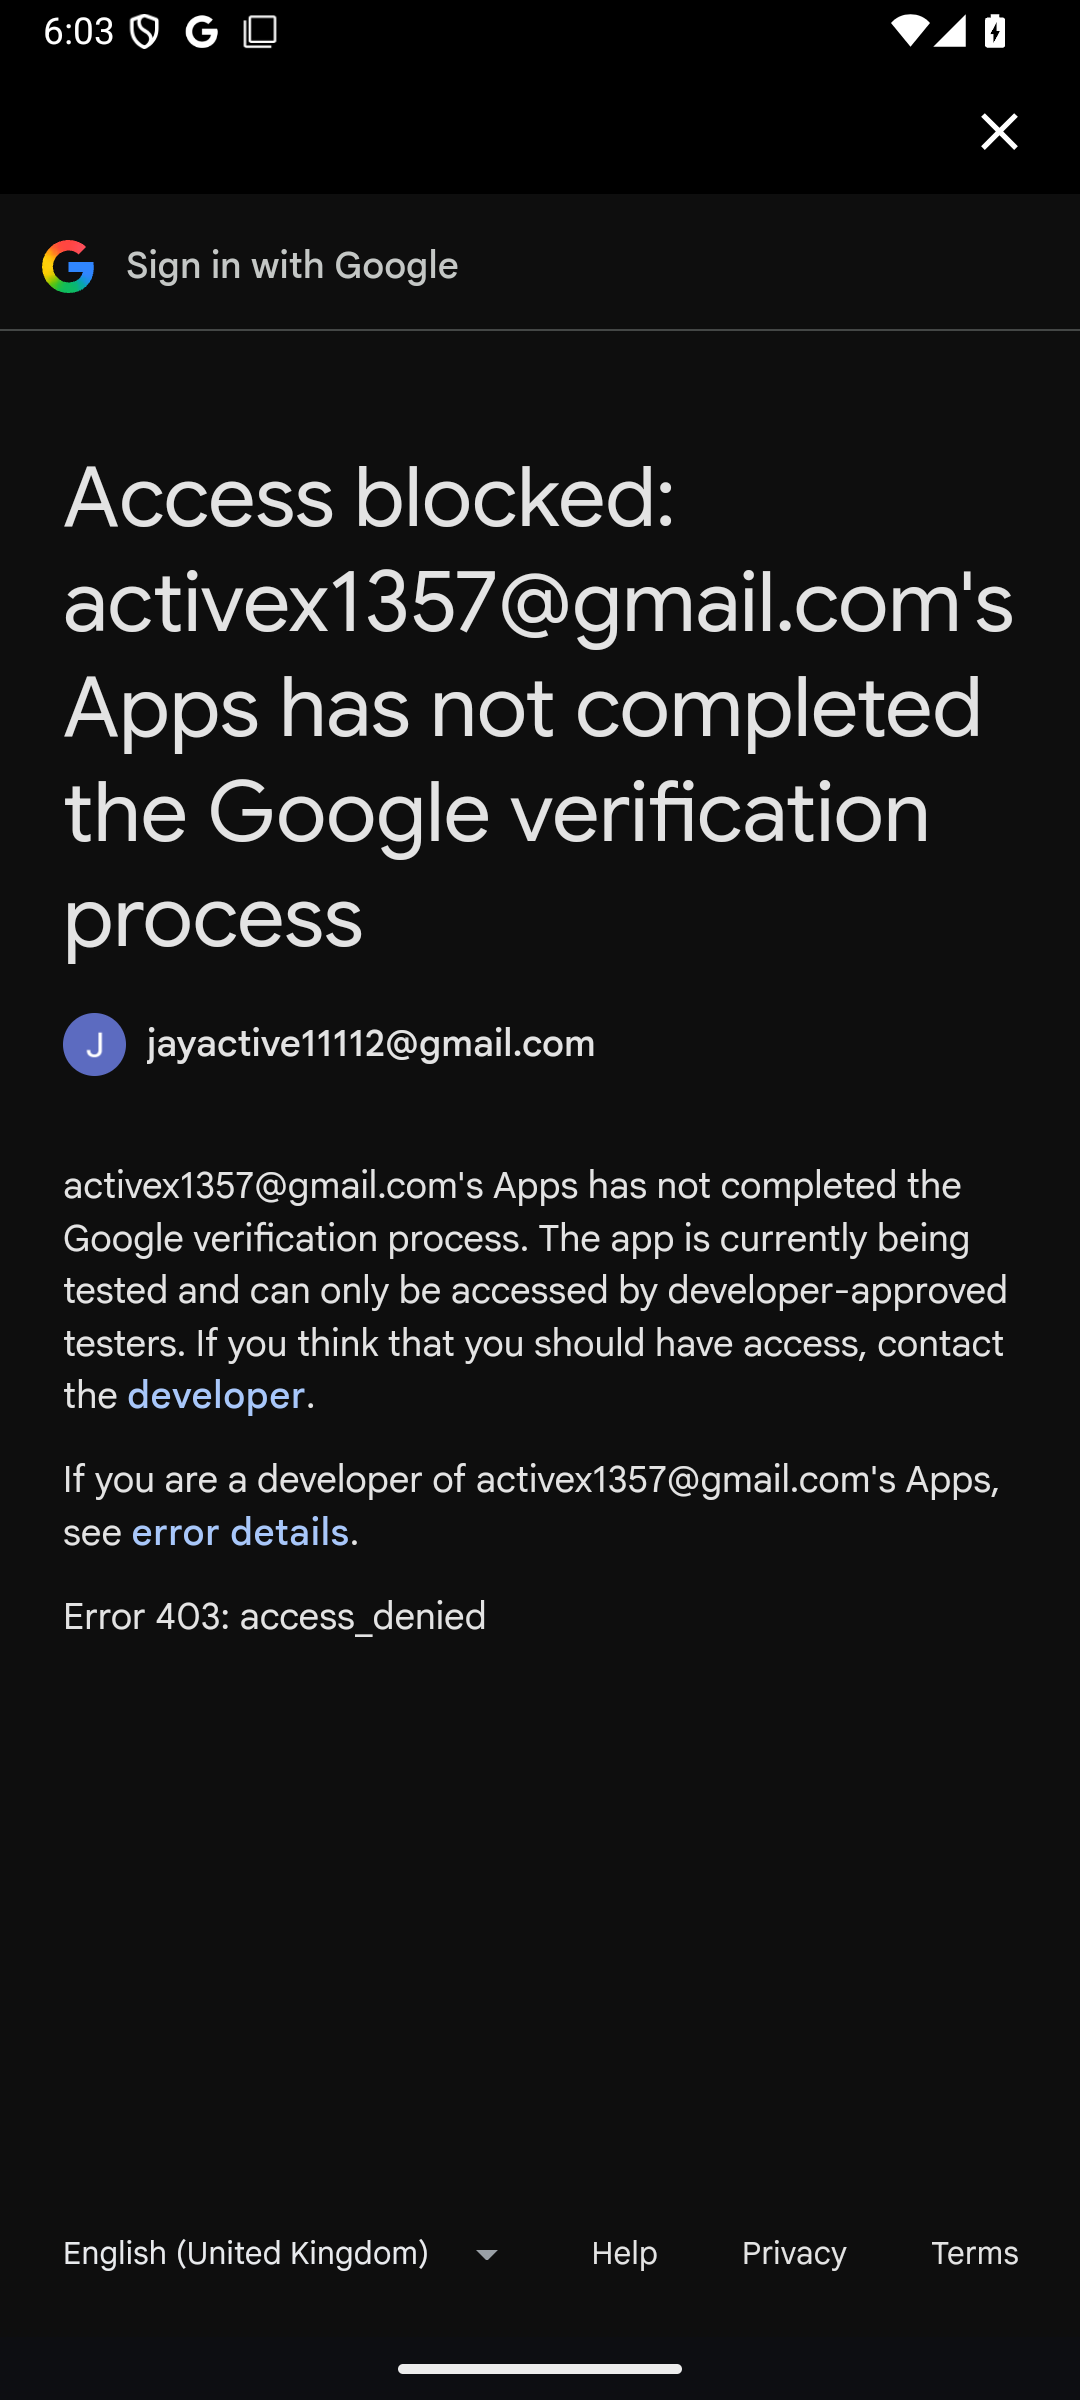 6:03
Sign in with Google
Access blocked:
activex1357@gmail.com's
Apps has not completed
the Google verification
process
J jayactive11112@gmail.com
activex1357@gmail.com's Apps has not completed the
Google verification process. The app is currently being
tested and can only be accessed by developer-approved
testers. If you think that you should have access, contact
the developer.
If you are a developer of activex1357@gmail.com's Apps,
see error details.
Error 403: access_denied
English (United Kingdom) Help Privacy Terms